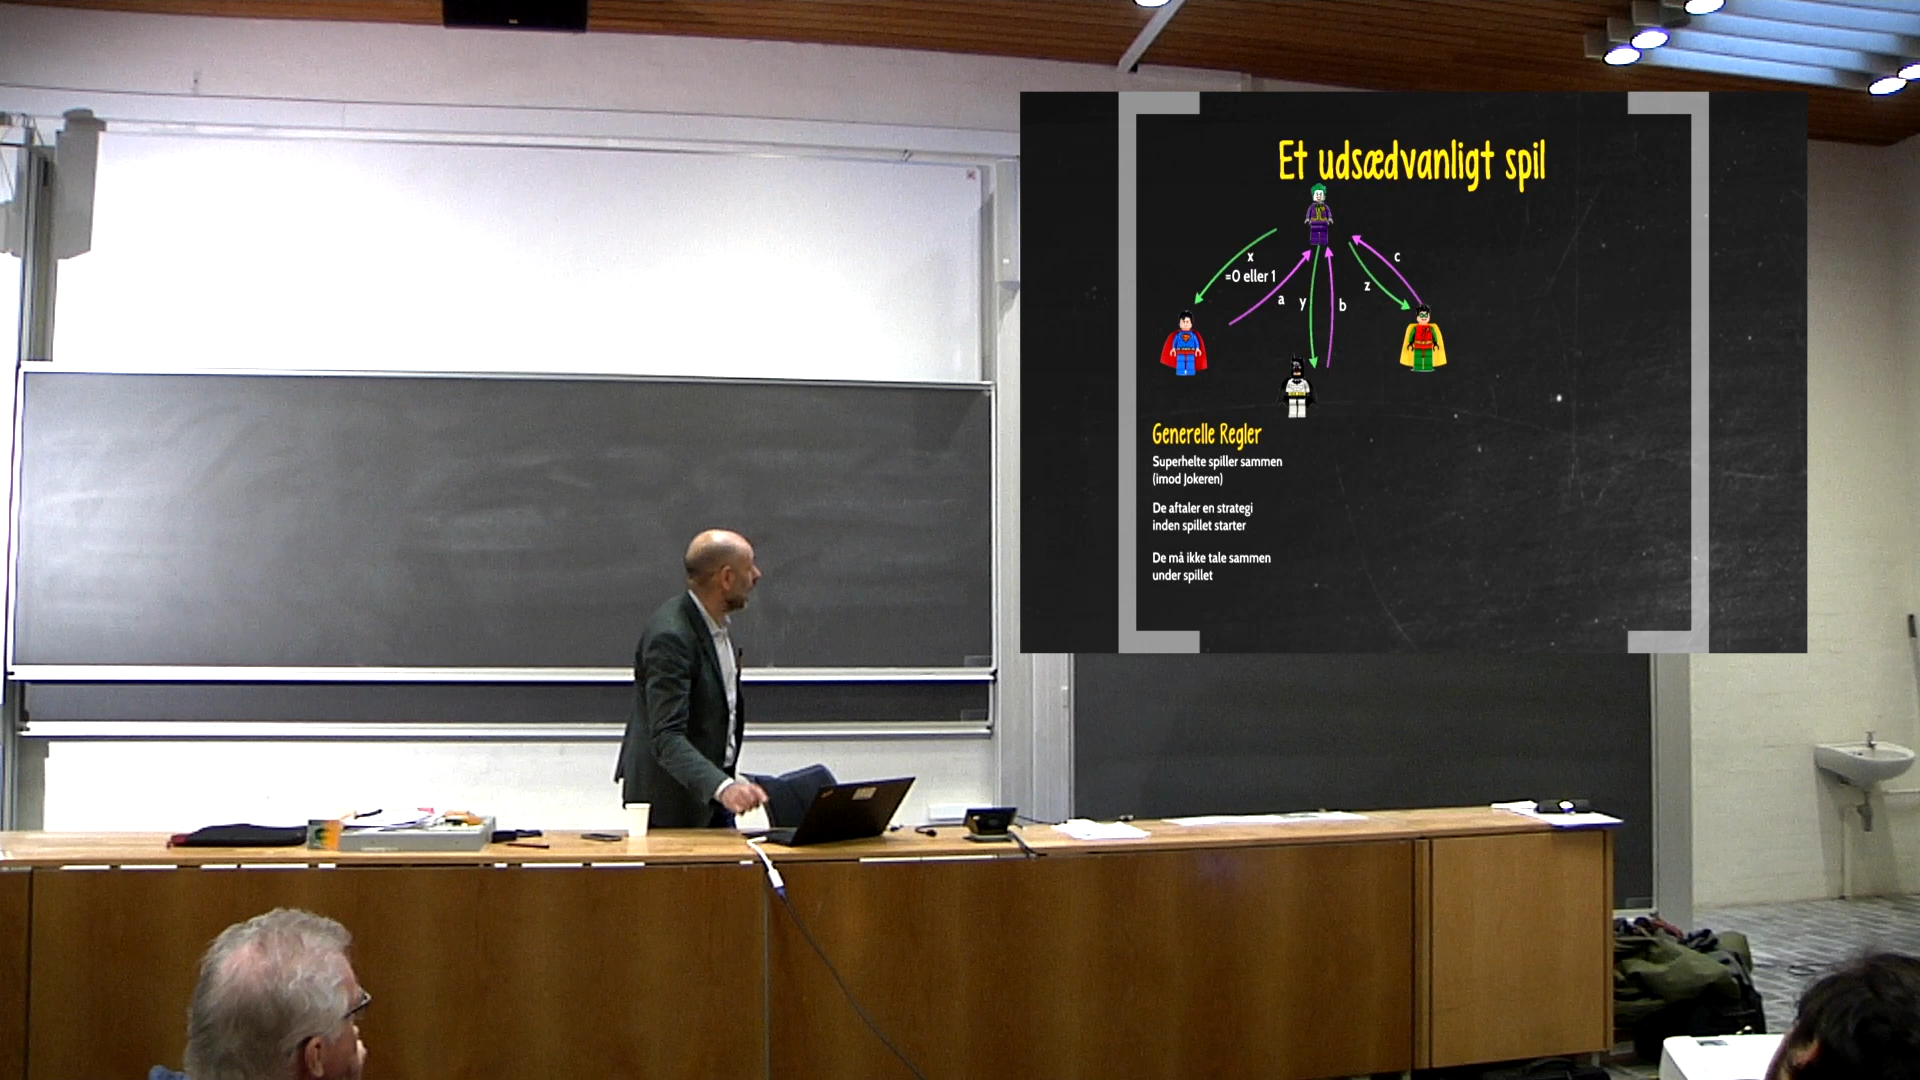 Et udsædvanligt spil
x
=0 eller 1
a
y
b
z
c
Generelle Regler
Superhelte spiller sammen
(imod Jokeren)
De aftaler en strategi
inden spillet starter
De må ikke tale sammen
under spillet